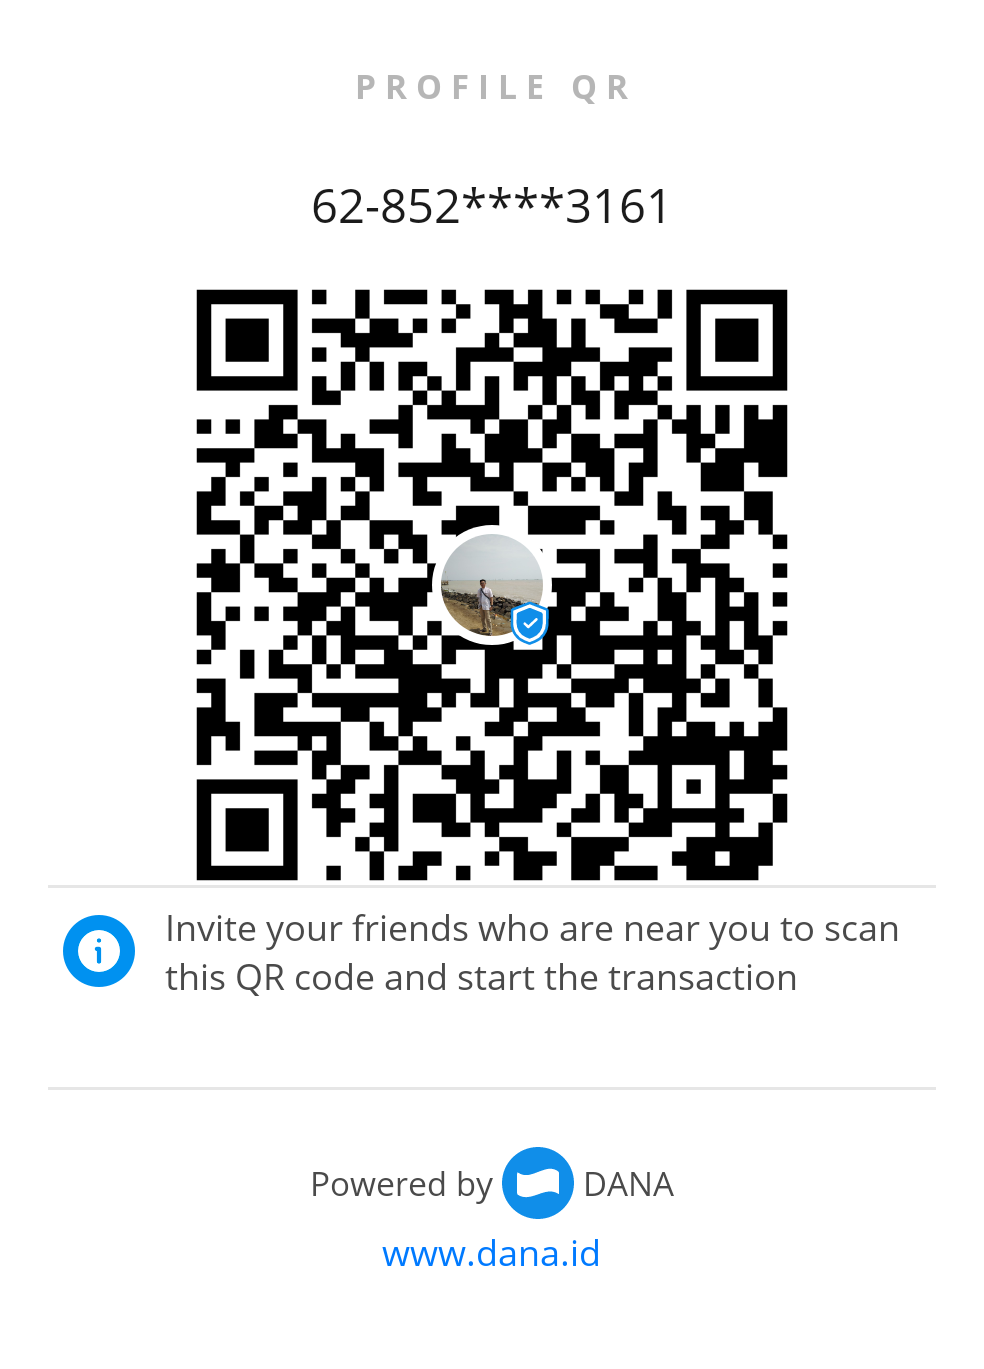 PROFILE QR
62-852****3161
Invite your friends who are near you to scan
this QR code and start the transaction
Powered by DANA
www.dana.id